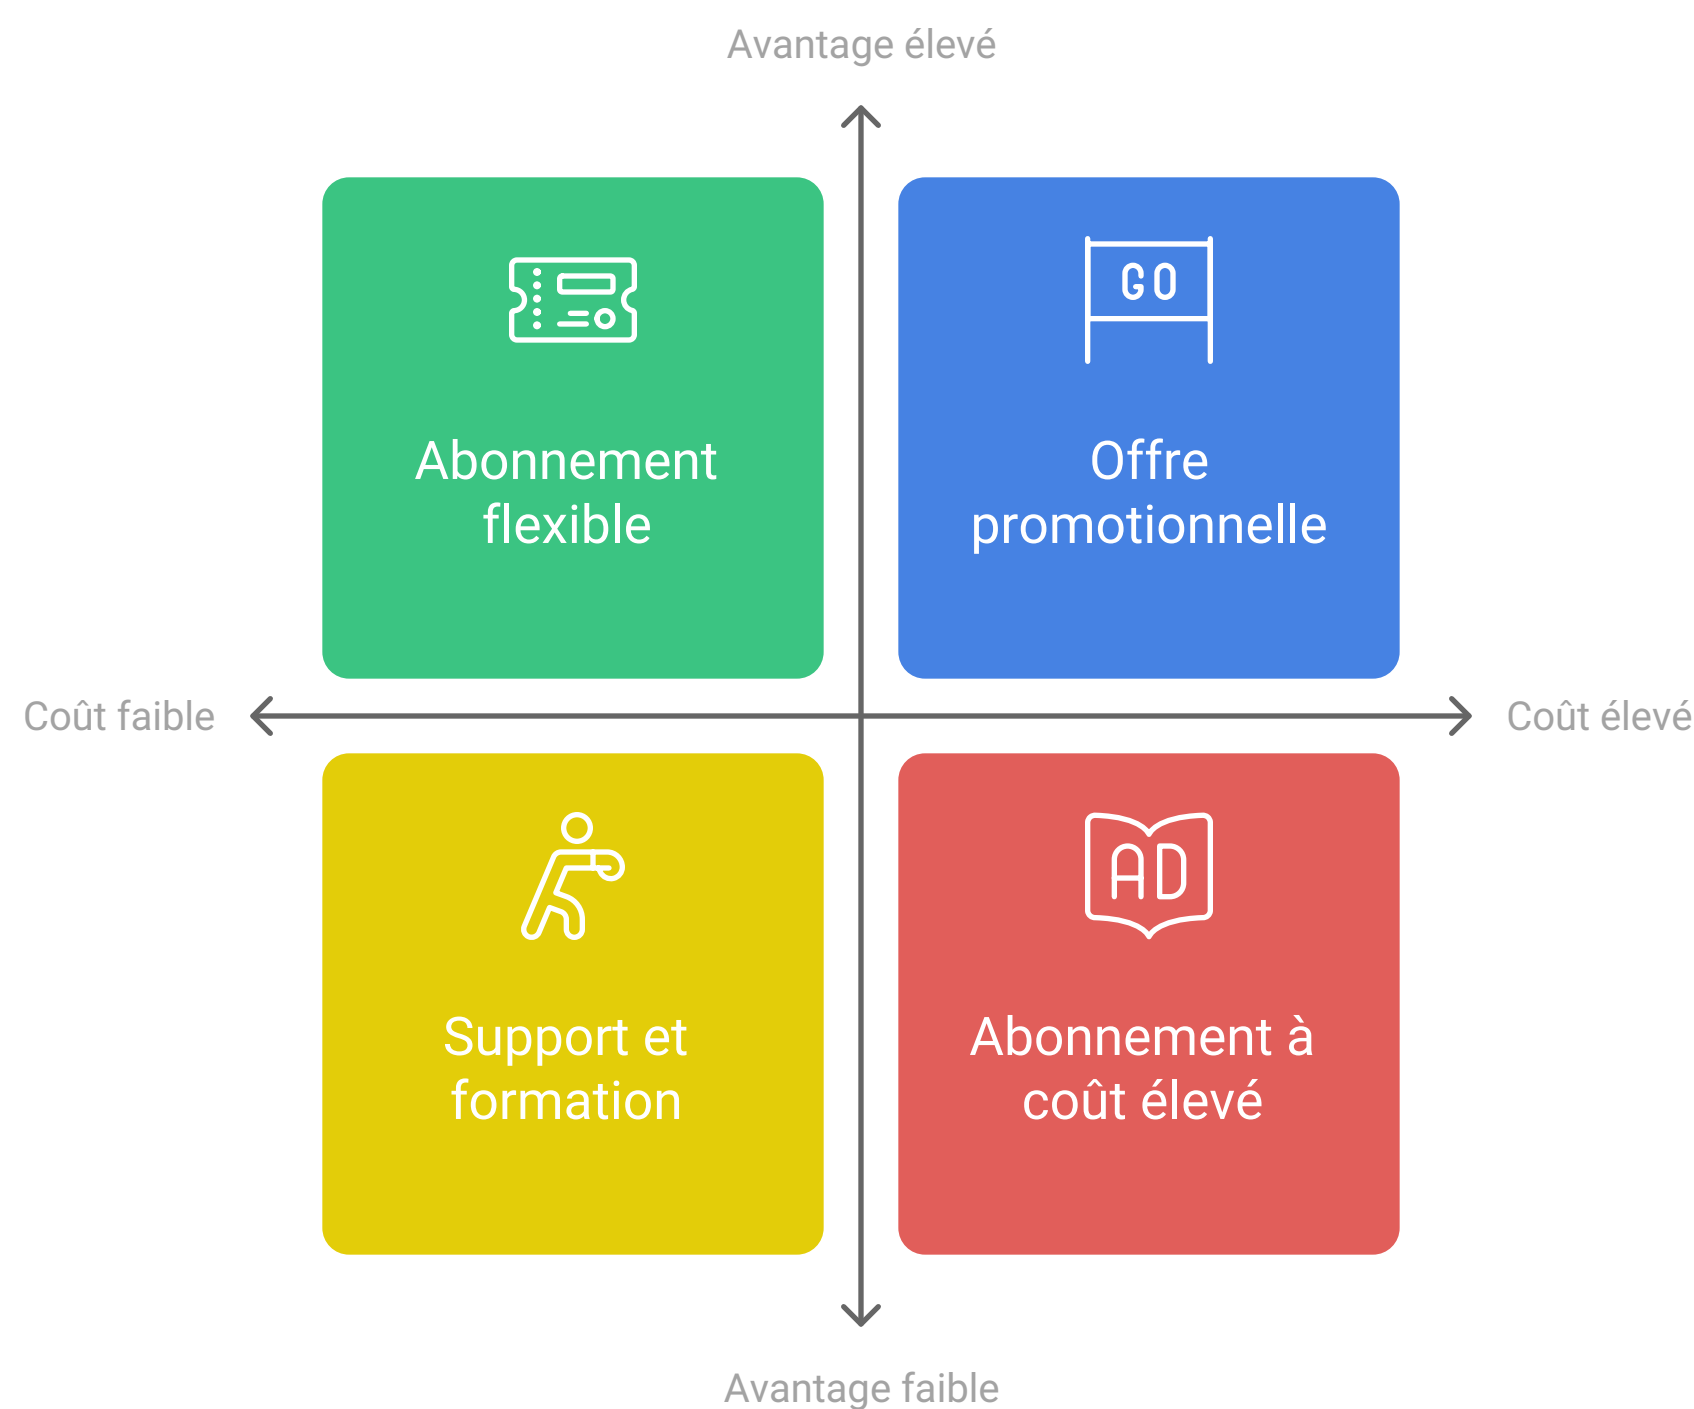 Avantage élevé
GO
Abonnement
flexible
Offre
promotionnelle
Coût faible
Coût élevé
AD
Support et
formation
Abonnement à
coût élevé
Avantage faible